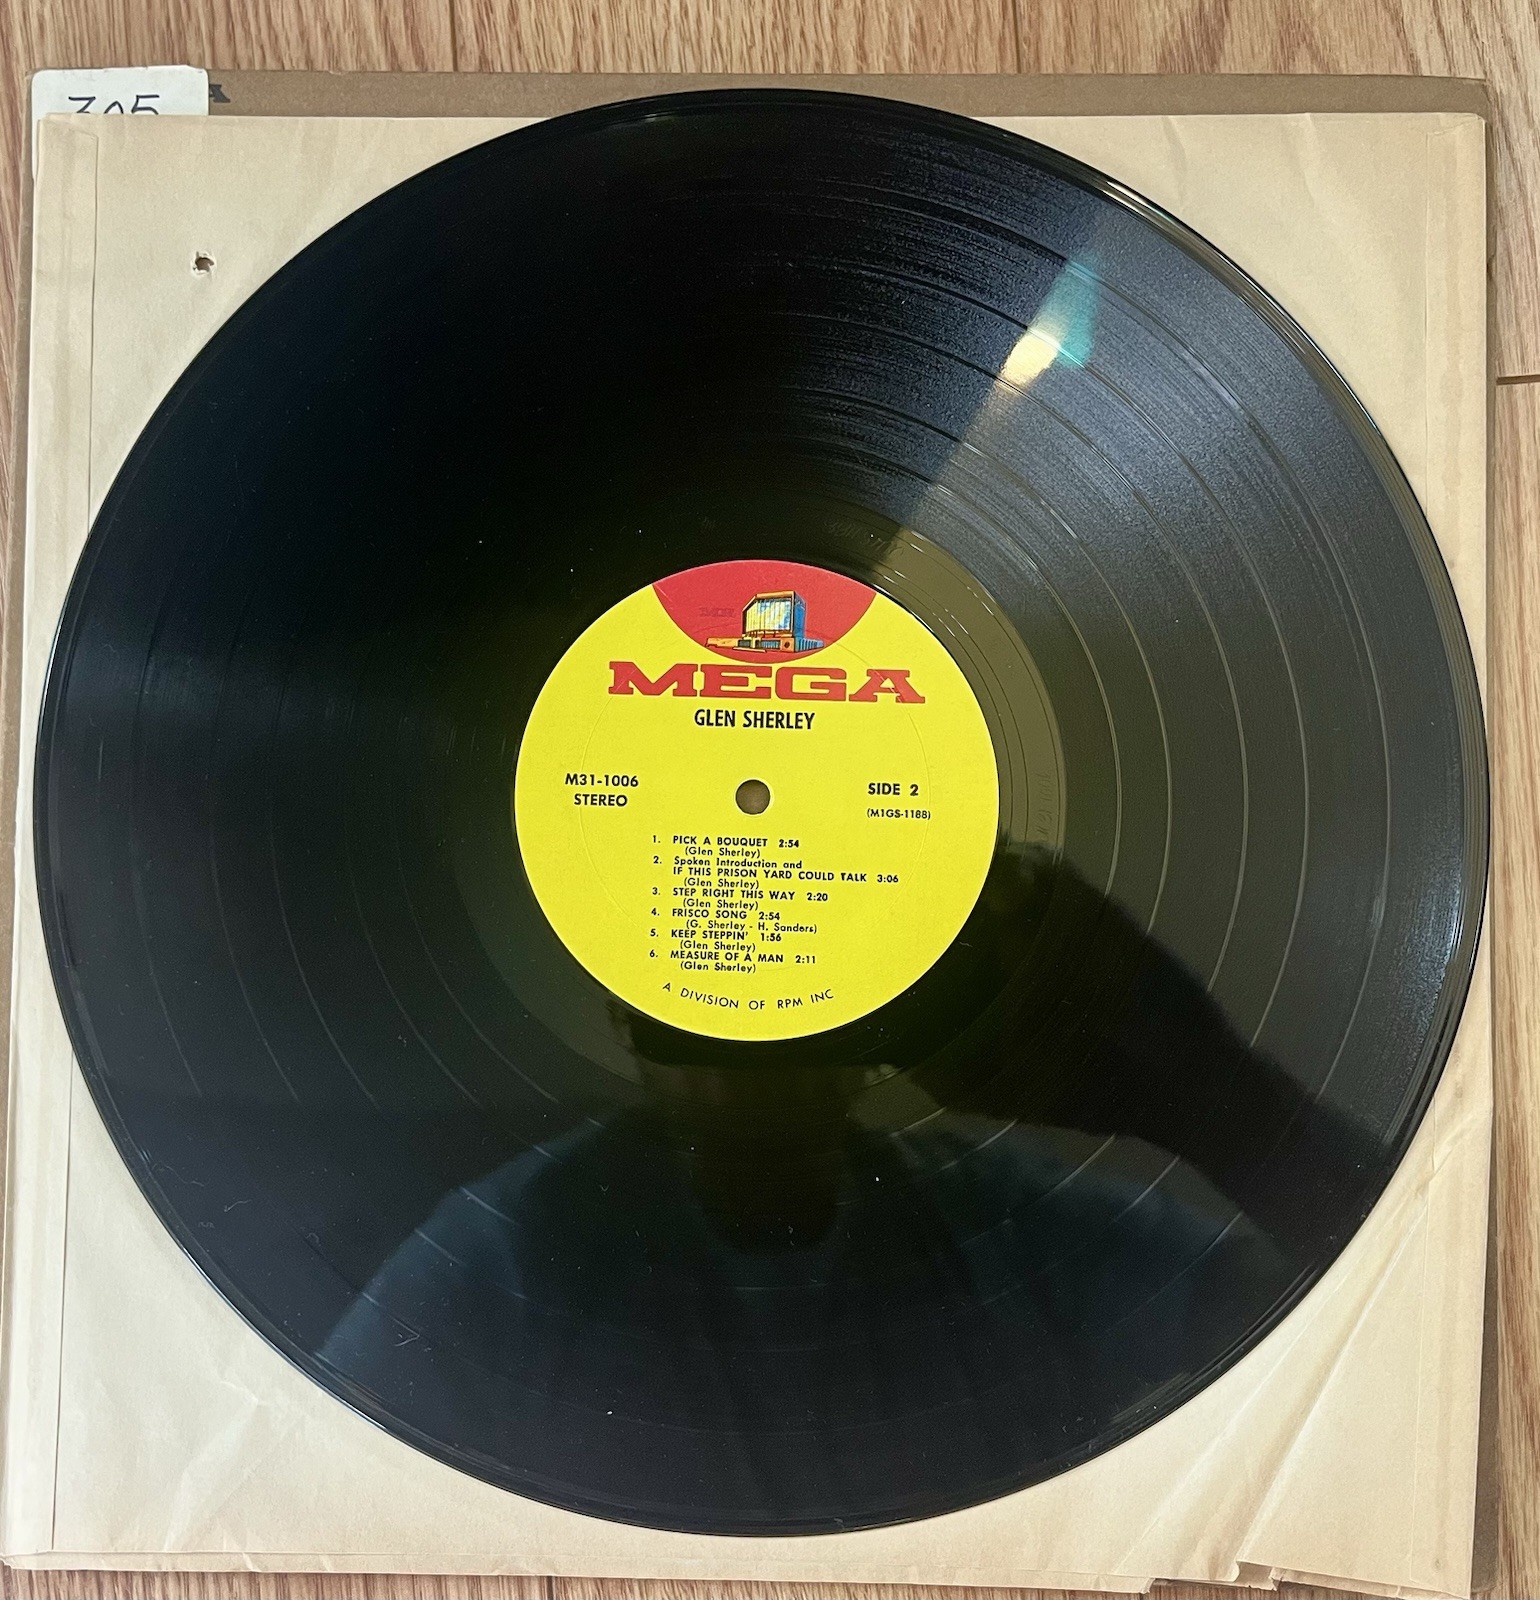 305
A
MEGA
GLEN SHERLEY
M31-1006
STEREO
SIDE 2
(M1GS-1188)
1. PICK A BOUQUET 2:54
(Glen Sherley)
2. Spoken Introduction and
IF THIS PRISON YARD COULD TALK 3:06
(Glen Sherley)
3. STEP RIGHT THIS WAY 2:20
(Glen Sherley)
4. FRISCO SONG 2:54
(G. Sherley - H. Sanders)
5. KEEP STEPPIN' 1:56
(Glen Sherley)
6. MEASURE OF A MAN 2:11
(Glen Sherley)
A DIVISION OF RPM INC